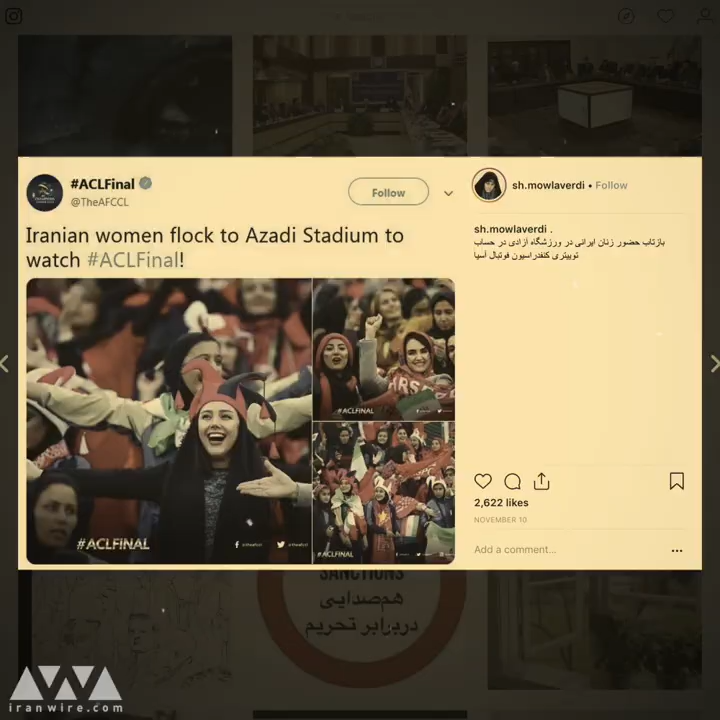 #ACLFinal
@TheAFCCL
Follow
Iranian women flock to Azadi Stadium to
watch #ACLFinal!
#ACLFINAL
#ACLFINAL
#ACLFINAL
sh.mowlaverdi • Follow
sh.mowlaverdi .
بازتاب حضور زنان ایرانی در ورزشگاه آزادی در حساب
توییتری کنفدراسیون فوتبال آسیا
2,622 likes
NOVEMBER 10
Add a comment...
SANCTIONS
هم‌صدایی
دربرابر تحریم
iranwire.com